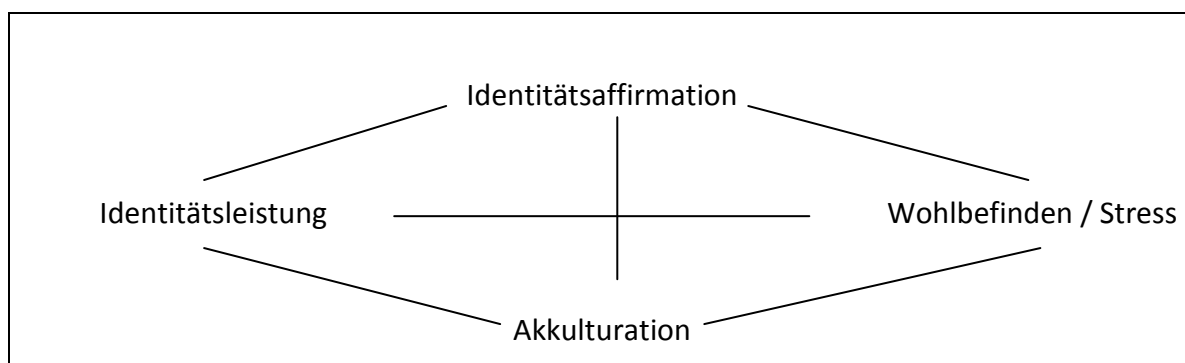 Identitätsaffirmation
Identitätsleistung
Wohlbefinden / Stress
Akkulturation